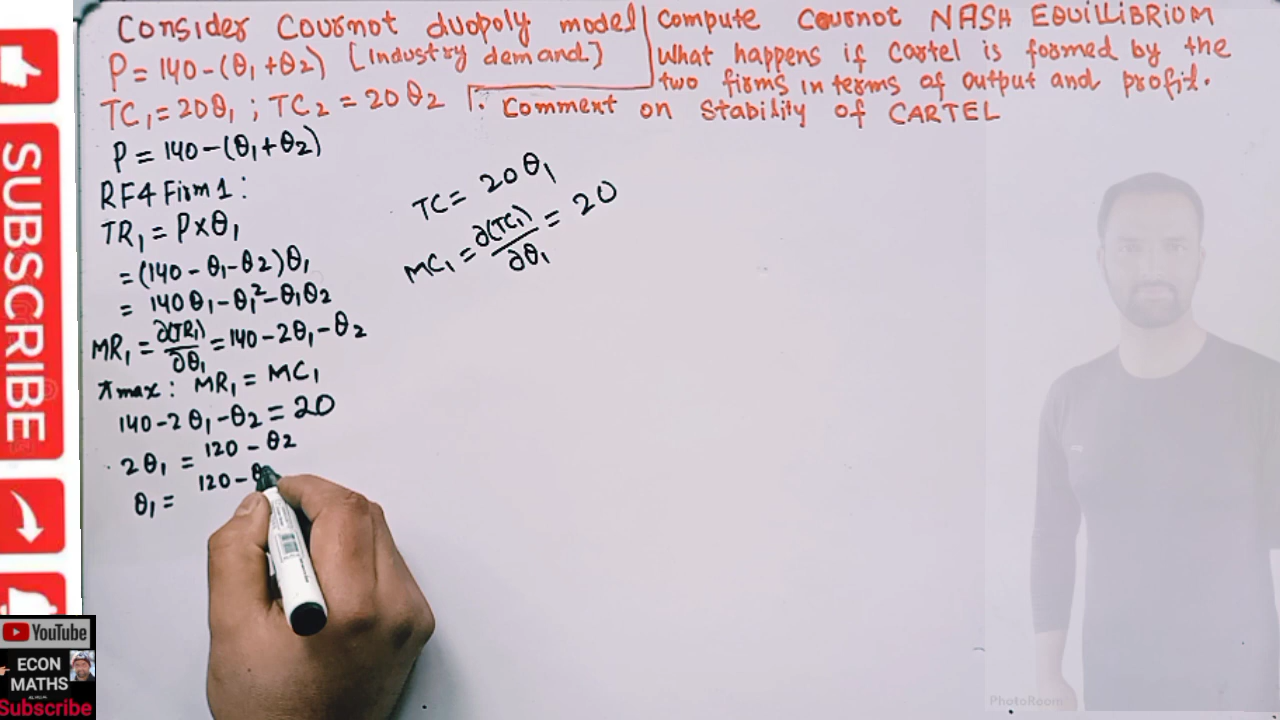 Consider Cournot duopoly model
P = 140 - (θ1 + θ2) [Industry demand]
TC1 = 20θ1 ; TC2 = 20θ2
Compute Cournot NASH EQUILLIBRIUM
What happens if Cartel is formed by the
two firms in terms of output and profit.
Comment on Stability of CARTEL
P = 140 - (θ1 + θ2)
RF4 Firm 1 :
TR1 = P × θ1
= (140 - θ1 - θ2) θ1
= 140θ1 - θ1² - θ1θ2
MR1 = ∂(TR1)/∂θ1 = 140 - 2θ1 - θ2
πmax : MR1 = MC1
140 - 2θ1 - θ2 = 20
2θ1 = 120 - θ2
θ1 = 120 - θ
TC = 20θ1
MC1 = ∂(TC1)/∂θ1 = 20
SUBSCRIBE
YouTube
ECON
MATHS
Subscribe
PhotoRoom